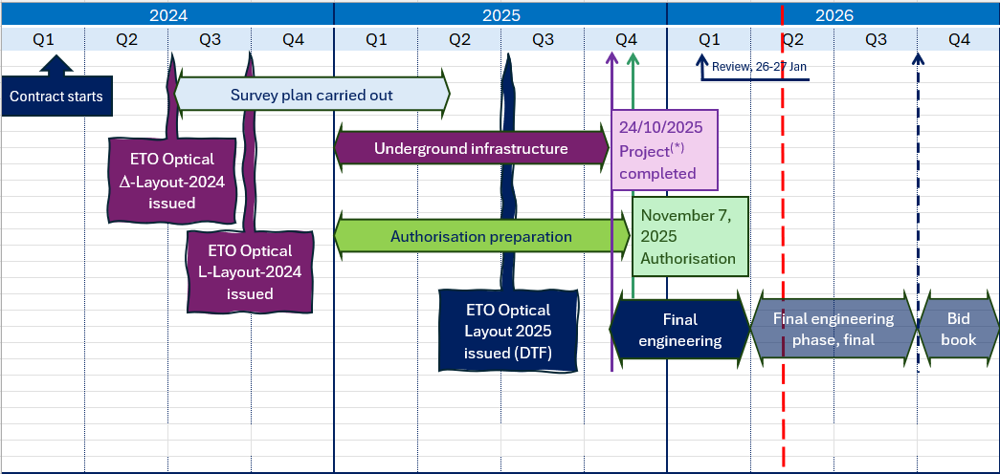 2024
2025
2026
Q1
Q2
Q3
Q4
Q1
Q2
Q3
Q4
Q1
Q2
Q3
Q4
Contract starts
Survey plan carried out
Review, 26-27 Jan
Underground infrastructure
24/10/2025
Project(*)
completed
ETO Optical
Δ-Layout-2024
issued
Authorisation preparation
November 7,
2025
Authorisation
ETO Optical
L-Layout-2024
issued
ETO Optical
Layout 2025
issued (DTF)
Final
engineering
Final engineering
phase, final
Bid
book